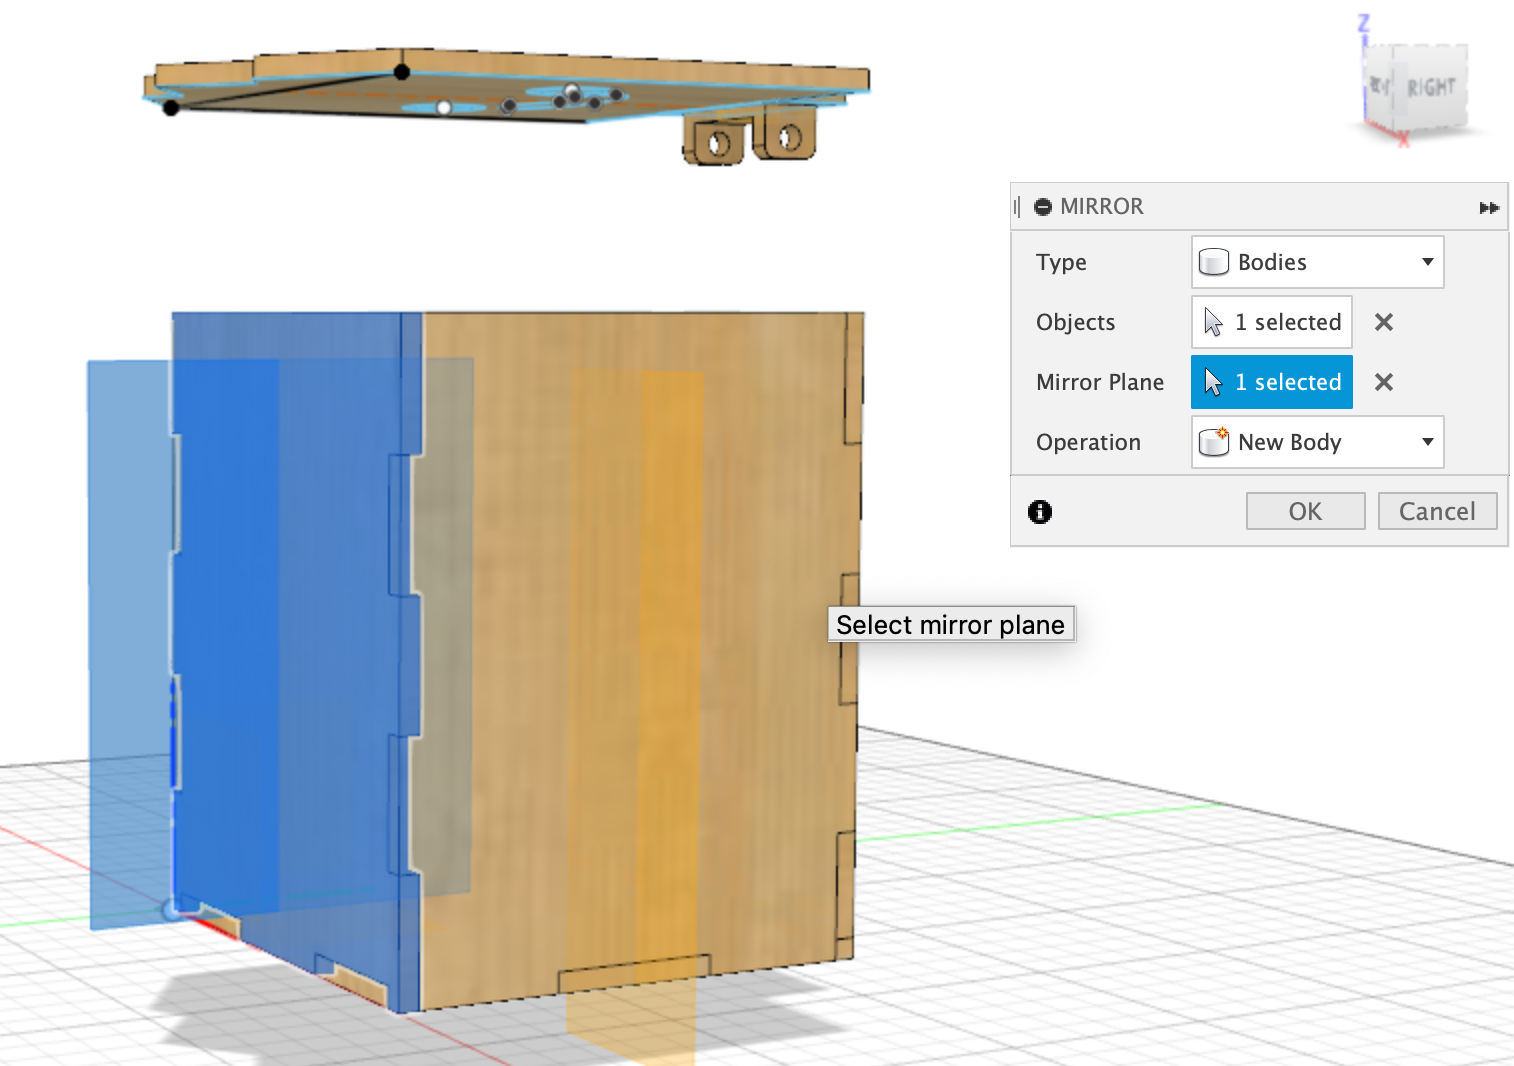 Z
RIGHT
X
MIRROR
Type
Bodies
Objects
1 selected
Mirror Plane
1 selected
Operation
New Body
OK
Cancel
Select mirror plane